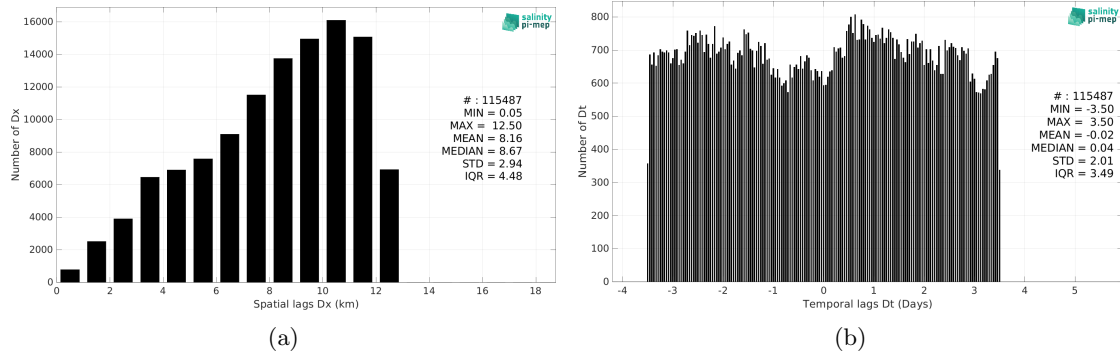 salinity
pi-mep
16000
14000
12000
10000
8000
6000
4000
2000
0
Number of Dx
# : 115487
MIN = 0.05
MAX = 12.50
MEAN = 8.16
MEDIAN = 8.67
STD = 2.94
IQR = 4.48
0 2 4 6 8 10 12 14 16 18
Spatial lags Dx (km)
(a)
salinity
pi-mep
800
700
600
500
400
300
200
100
0
Number of Dt
# : 115487
MIN = -3.50
MAX = 3.50
MEAN = -0.02
MEDIAN = 0.04
STD = 2.01
IQR = 3.49
-4 -3 -2 -1 0 1 2 3 4 5
Temporal lags Dt (Days)
(b)